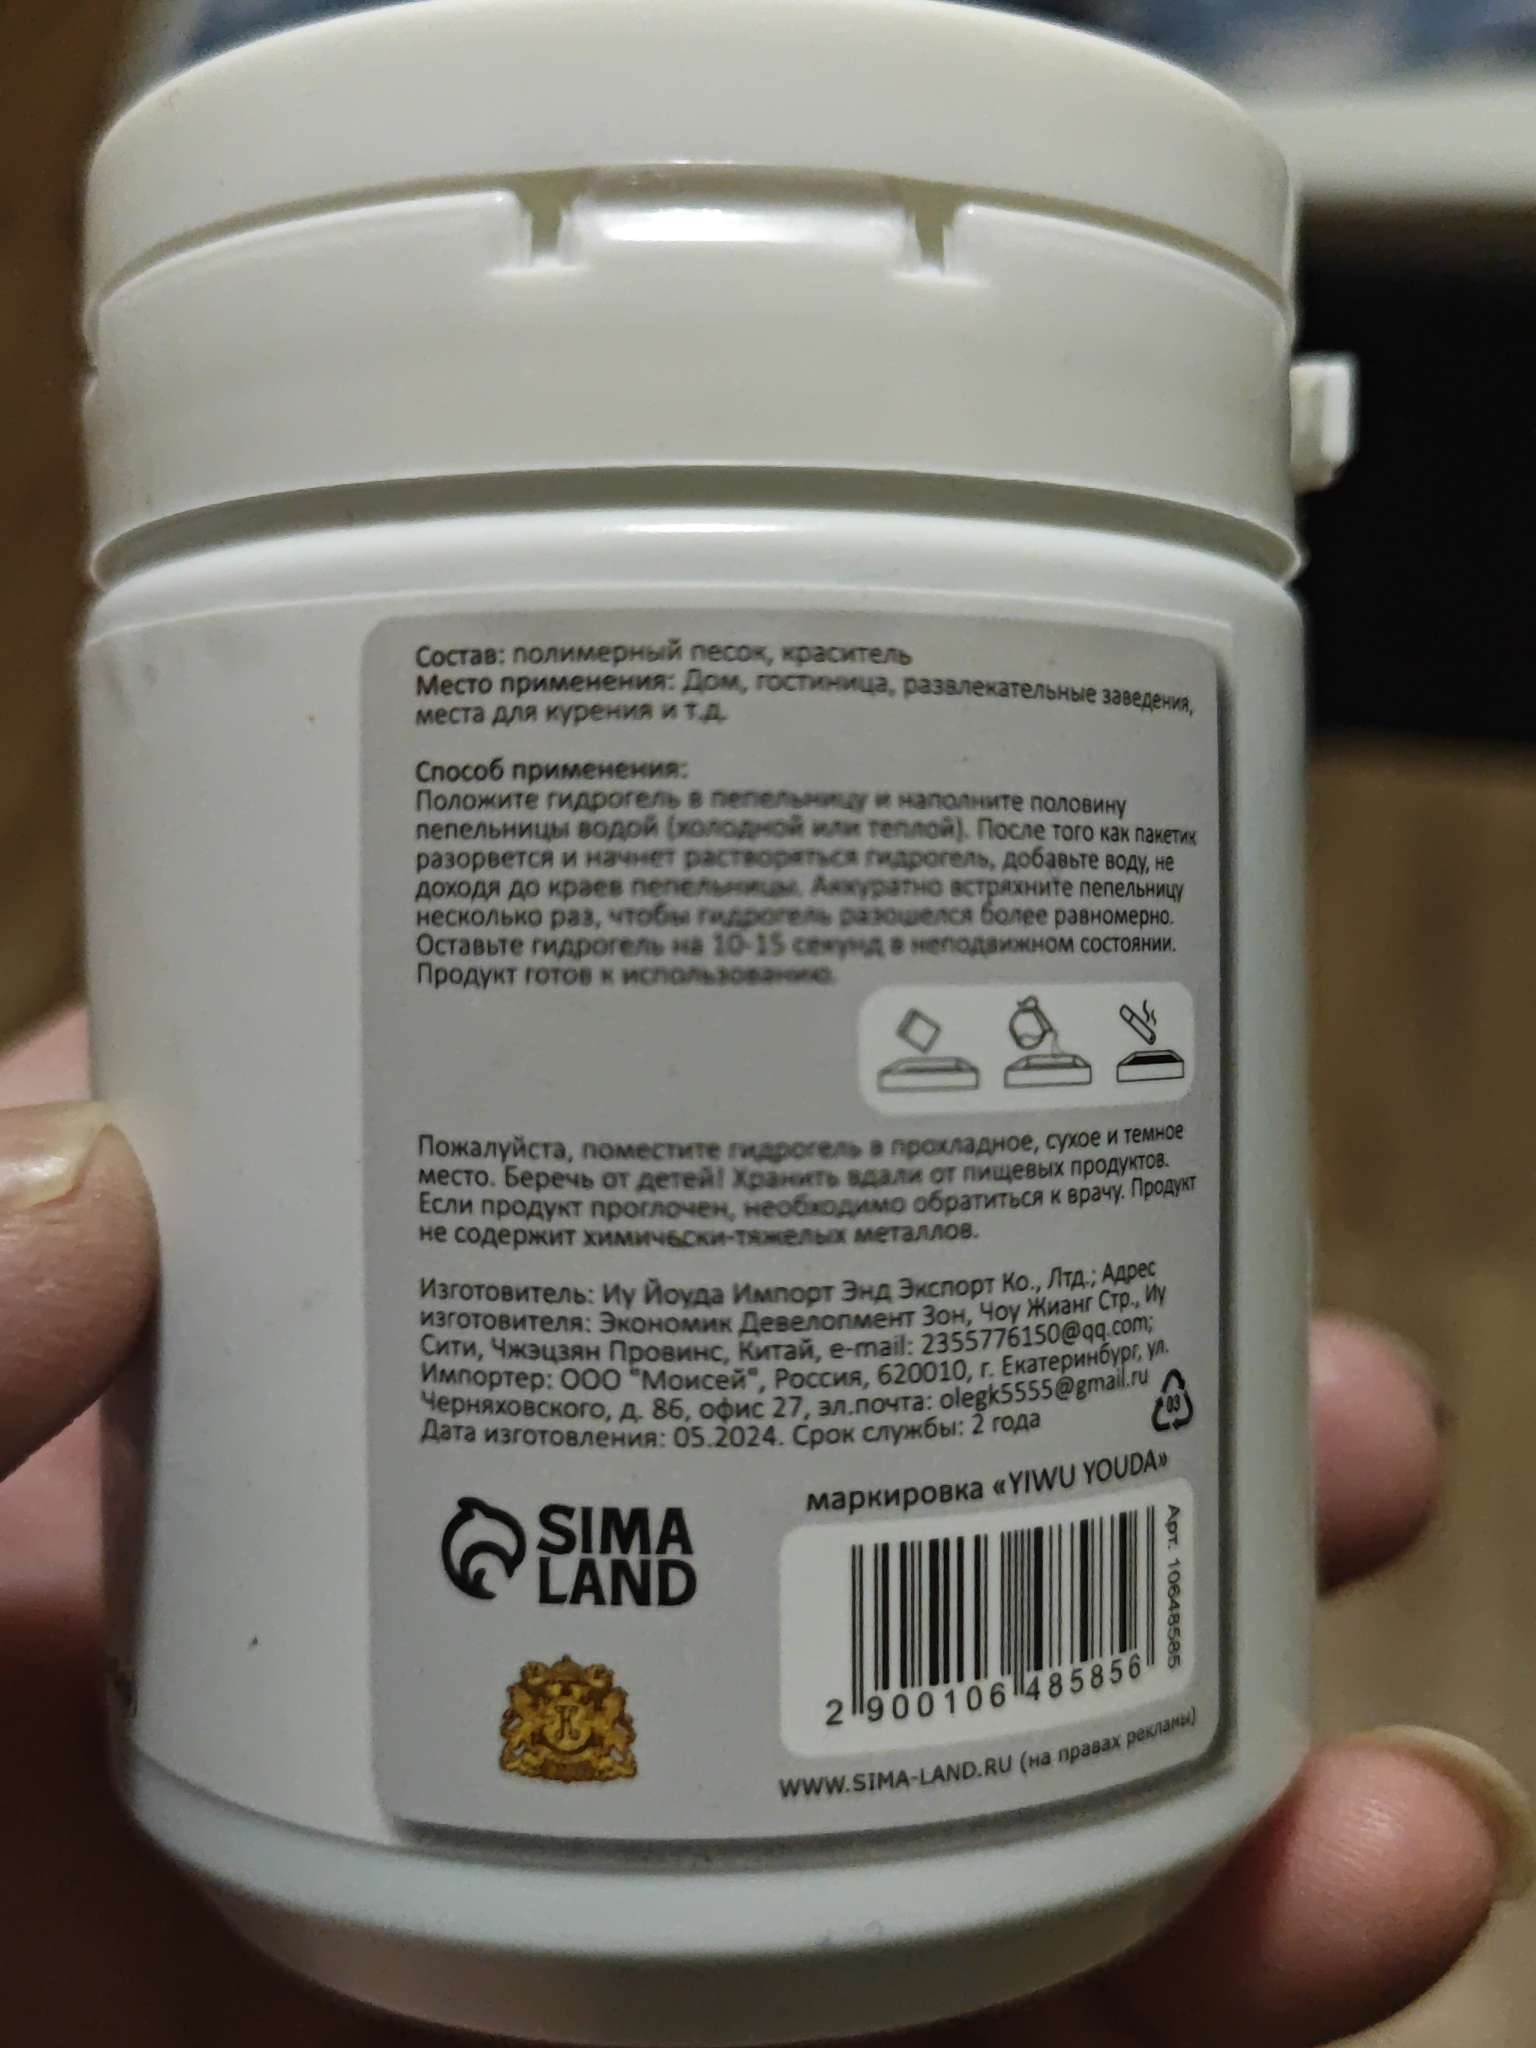 Состав: полимерный песок, краситель
Место применения: Дом, гостиница, развлекательные заведения,
места для курения и т.д.
Способ применения:
Положите гидрогель в пепельницу и наполните половину
пепельницы водой (холодной или теплой). После того как пакетик
разорвется и начнет растворяться гидрогель, добавьте воду, не
доходя до краев пепельницы. Аккуратно встряхните пепельницу
несколько раз, чтобы гидрогель разошелся более равномерно.
Оставьте гидрогель на 10-15 секунд в неподвижном состоянии.
Продукт готов к использованию.
Пожалуйста, поместите гидрогель в прохладное, сухое и темное
место. Беречь от детей! Хранить вдали от пищевых продуктов.
Если продукт проглочен, необходимо обратиться к врачу. Продукт
не содержит химически-тяжелых металлов.
Изготовитель: Иу Йоуда Импорт Энд Экспорт Ко., Лтд.; Адрес
изготовителя: Экономик Девелопмент Зон, Чоу Жианг Стр., Иу
Сити, Чжэцзян Провинс, Китай, e-mail: 2355776150@qq.com;
Импортер: ООО "Моисей", Россия, 620010, г. Екатеринбург, ул.
Черняховского, д. 86, офис 27, эл.почта: olegk5555@gmail.ru
Дата изготовления: 05.2024. Срок службы: 2 года
03
маркировка «YIWU YOUDA»
SIMA
LAND
Арт. 10648585
2 900106 485856
WWW.SIMA-LAND.RU (на правах рекламы)